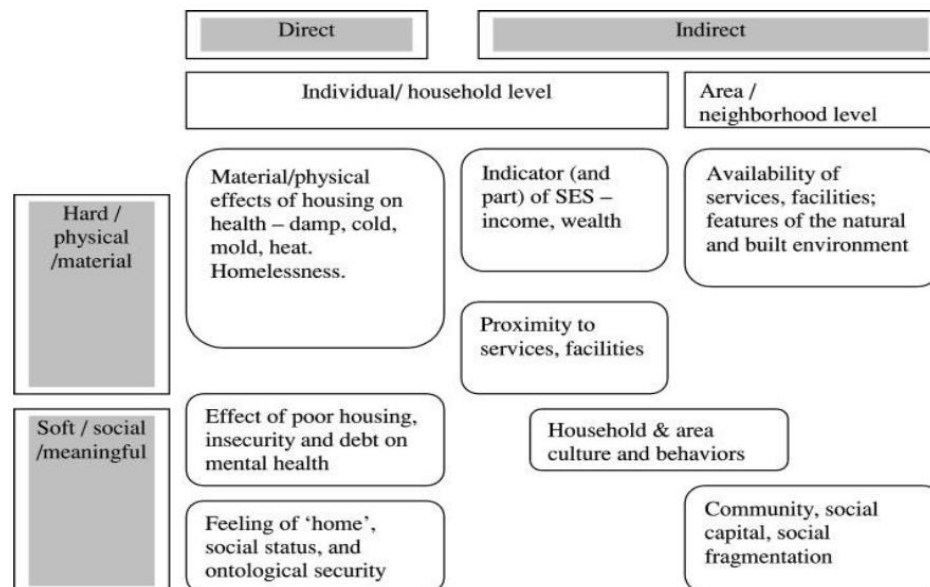 Direct
Indirect
Individual/ household level
Area /
neighborhood level
Hard /
physical
/material
Material/physical
effects of housing on
health – damp, cold,
mold, heat.
Homelessness.
Indicator (and
part) of SES –
income, wealth
Availability of
services, facilities;
features of the natural
and built environment
Proximity to
services, facilities
Soft / social
/meaningful
Effect of poor housing,
insecurity and debt on
mental health
Household & area
culture and behaviors
Feeling of ‘home’,
social status, and
ontological security
Community, social
capital, social
fragmentation